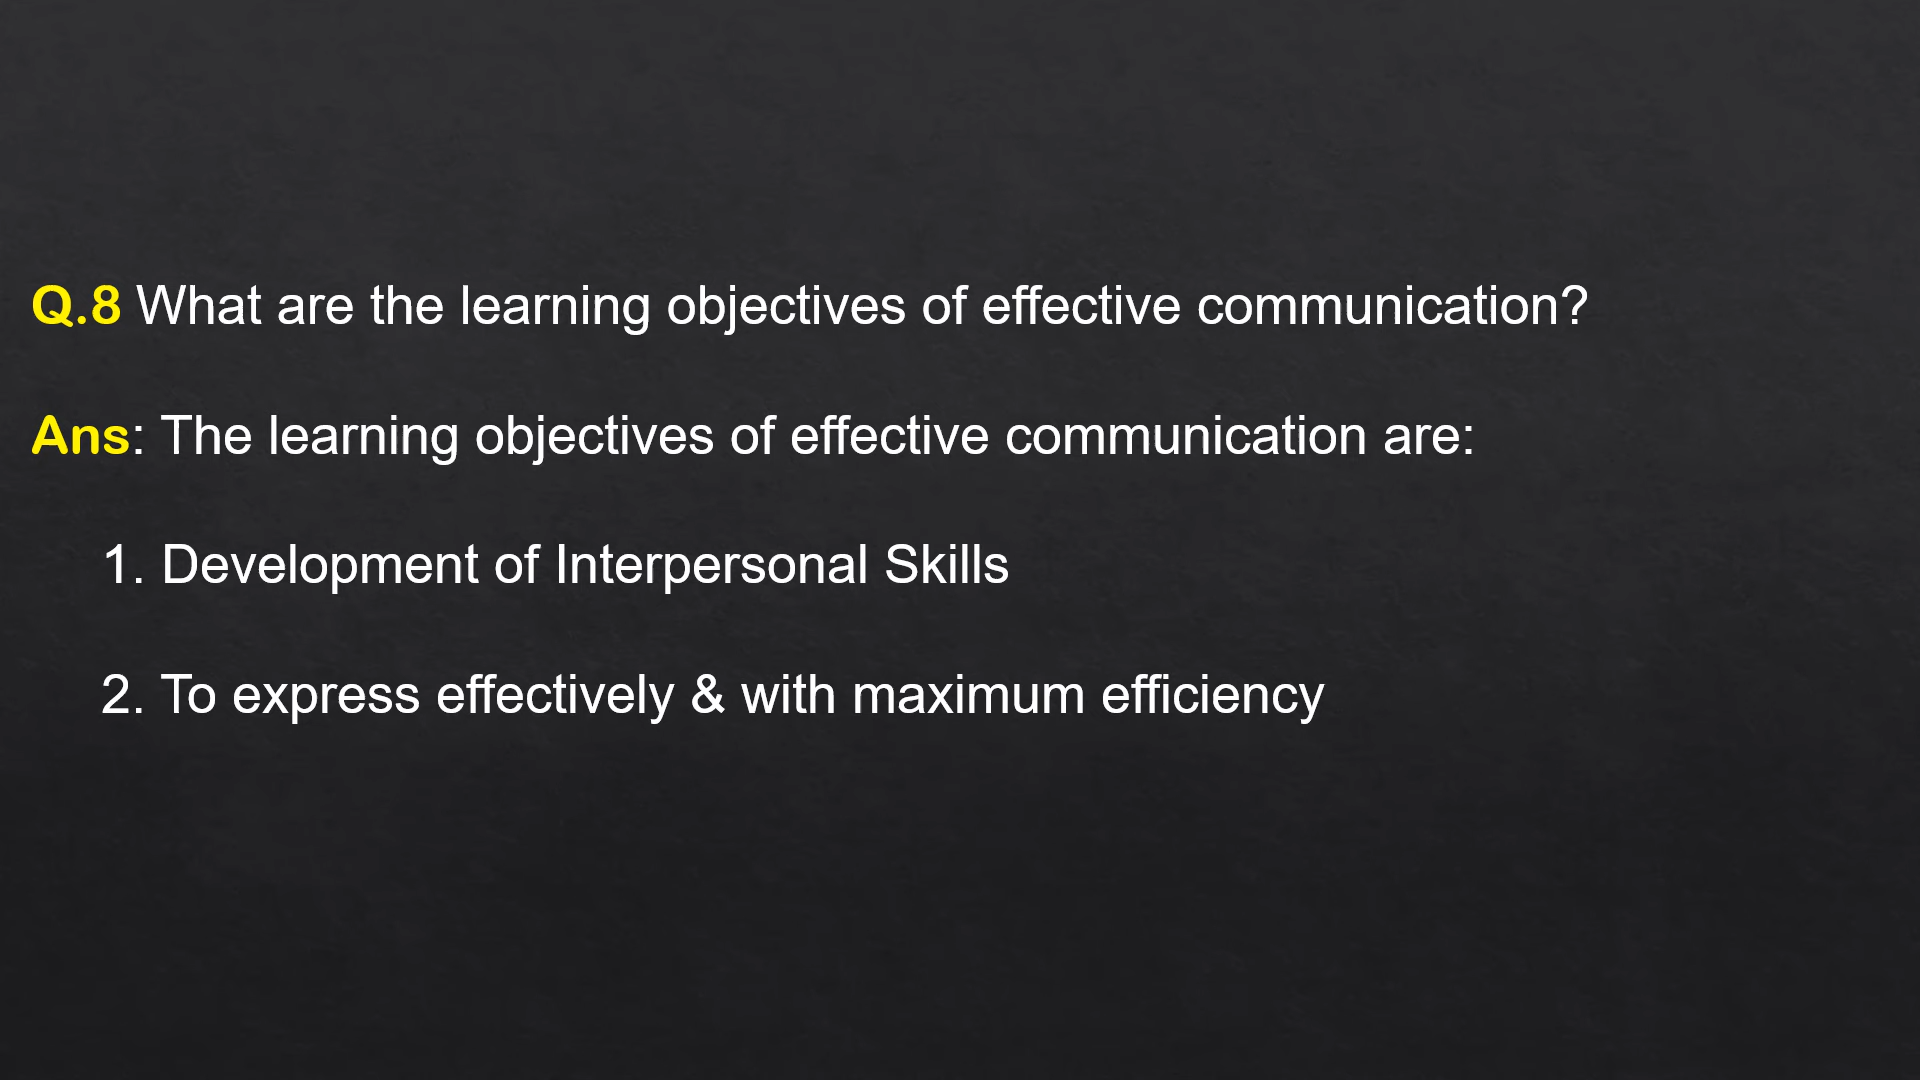 Q.8 What are the learning objectives of effective communication?
Ans: The learning objectives of effective communication are:
1. Development of Interpersonal Skills
2. To express effectively & with maximum efficiency